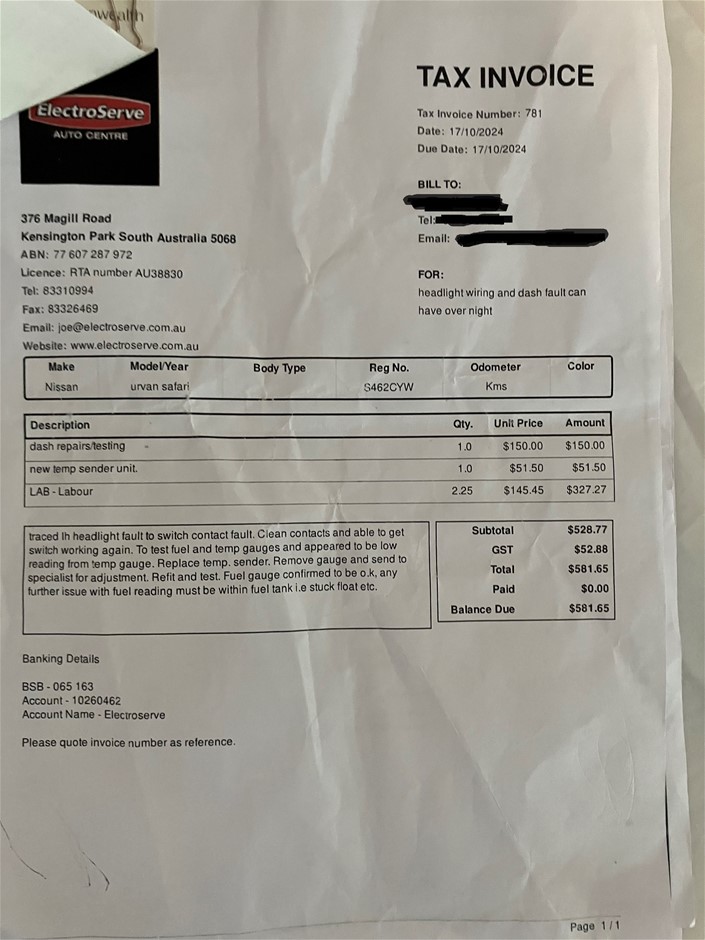 wealth
ElectroServe
AUTO CENTRE
TAX INVOICE
Tax Invoice Number: 781
Date: 17/10/2024
Due Date: 17/10/2024
BILL TO:
Tel:
Email:
376 Magill Road
Kensington Park South Australia 5068
ABN: 77 607 287 972
Licence: RTA number AU38830
Tel: 83310994
Fax: 83326469
Email: joe@electroserve.com.au
Website: www.electroserve.com.au
FOR:
headlight wiring and dash fault can
have over night
Make Model/Year Body Type Reg No. Odometer Color
Nissan urvan safari S462CYW Kms
Description Qty. Unit Price Amount
dash repairs/testing 1.0 $150.00 $150.00
new temp sender unit. 1.0 $51.50 $51.50
LAB - Labour 2.25 $145.45 $327.27
traced lh headlight fault to switch contact fault. Clean contacts and able to get
switch working again. To test fuel and temp gauges and appeared to be low
reading from temp gauge. Replace temp. sender. Remove gauge and send to
specialist for adjustment. Refit and test. Fuel gauge confirmed to be o.k, any
further issue with fuel reading must be within fuel tank i.e stuck float etc.
Subtotal $528.77
GST $52.88
Total $581.65
Paid $0.00
Balance Due $581.65
Banking Details
BSB - 065 163
Account - 10260462
Account Name - Electroserve
Please quote invoice number as reference.
Page 1/1